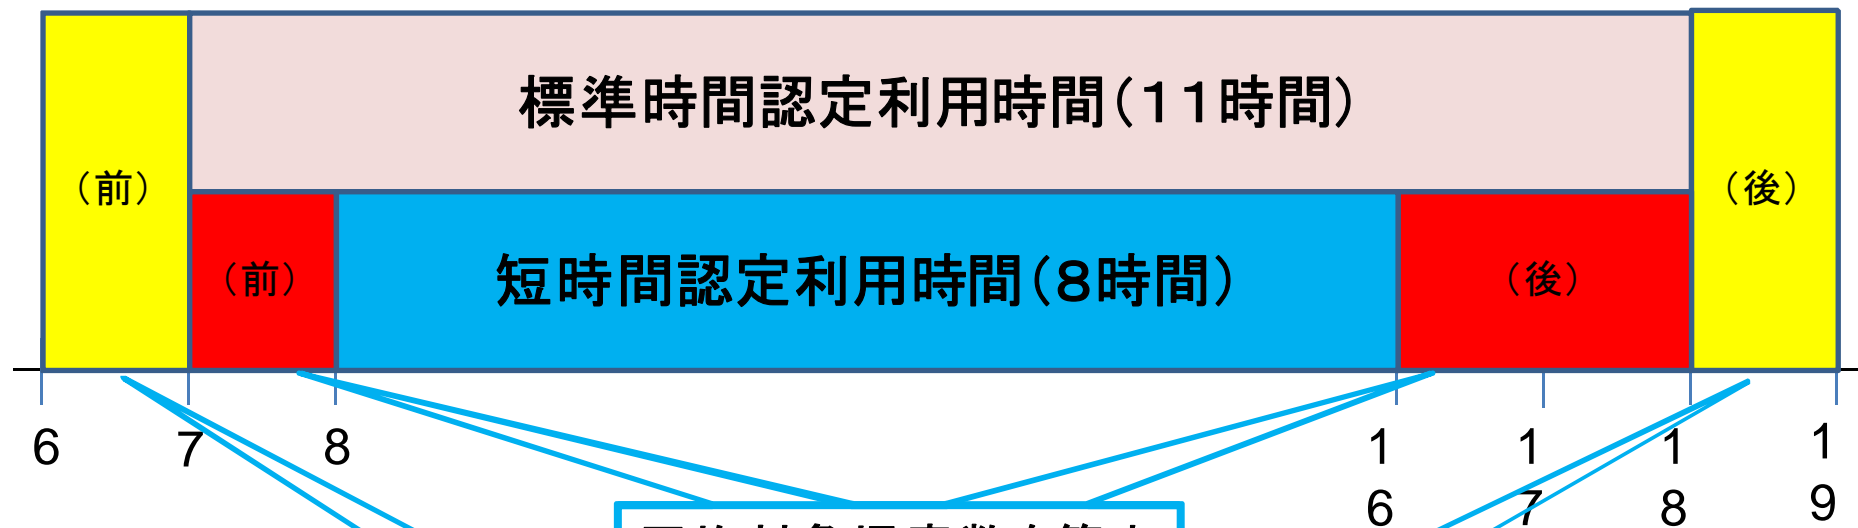 標準時間認定利用時間(11時間)
(前)
(後)
(前)
短時間認定利用時間(8時間)
(後)
6
7
8
16
17
18
19